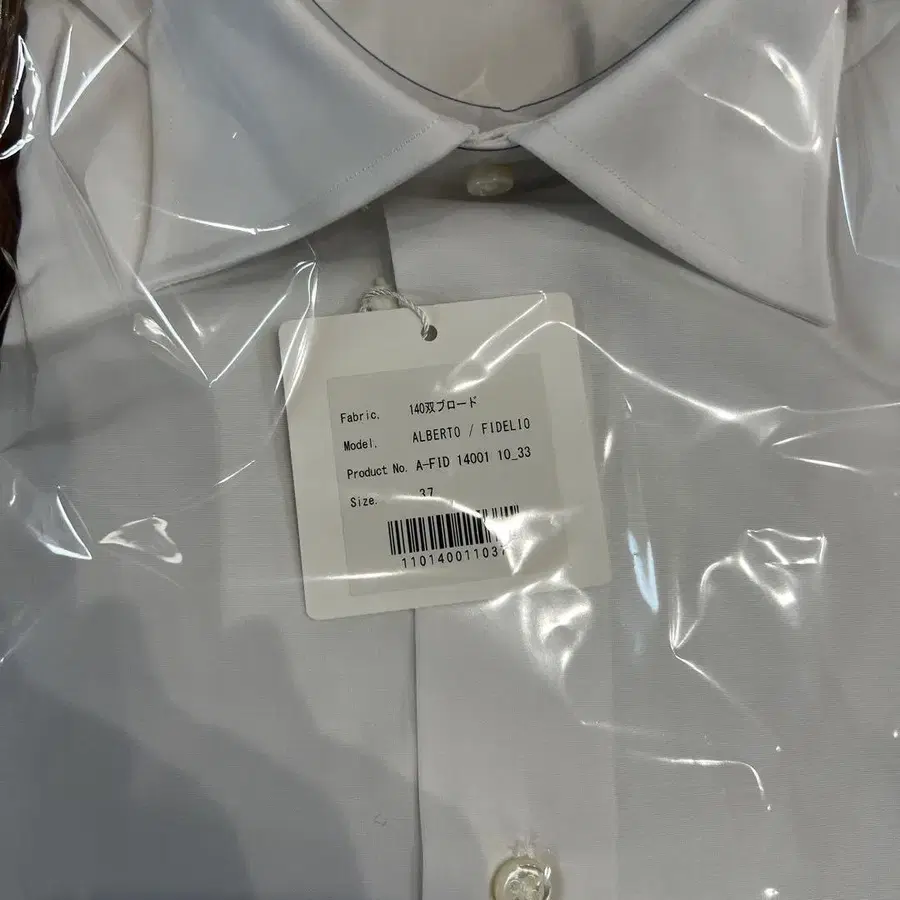 Fabric. 140双ブロード
Model. ALBERTO / FIDELIO
Product No. A-FID 14001 10_33
Size. 37
110140011037